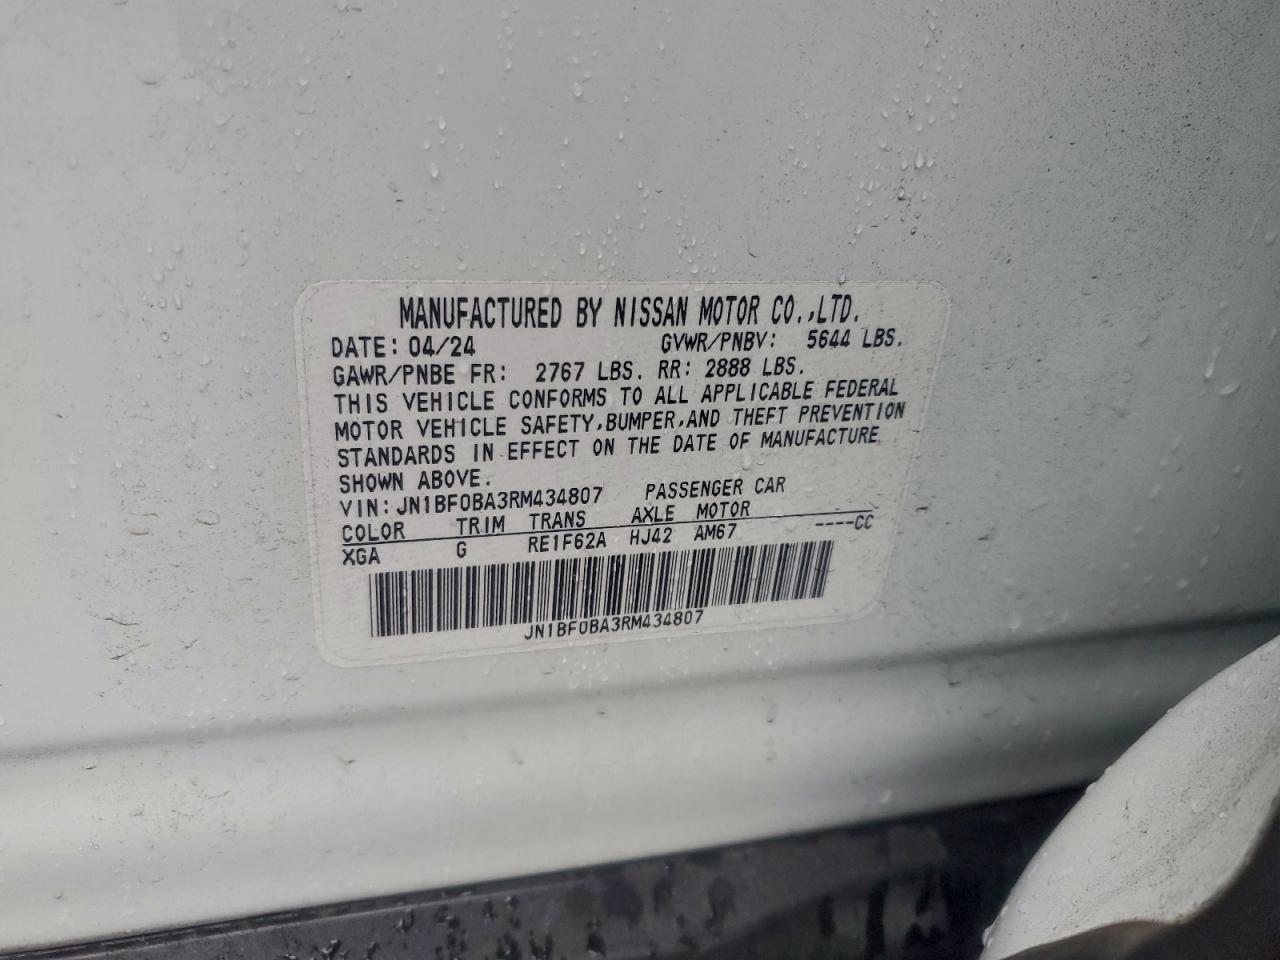 MANUFACTURED BY NISSAN MOTOR CO.,LTD.
DATE: 04/24 GVWR/PNBV: 5644 LBS.
GAWR/PNBE FR: 2767 LBS. RR: 2888 LBS.
THIS VEHICLE CONFORMS TO ALL APPLICABLE FEDERAL
MOTOR VEHICLE SAFETY,BUMPER,AND THEFT PREVENTION
STANDARDS IN EFFECT ON THE DATE OF MANUFACTURE
SHOWN ABOVE.
VIN: JN1BF0BA3RM434807 PASSENGER CAR
COLOR TRIM TRANS AXLE MOTOR
XGA G RE1F62A HJ42 AM67 ----CC
JN1BF0BA3RM434807